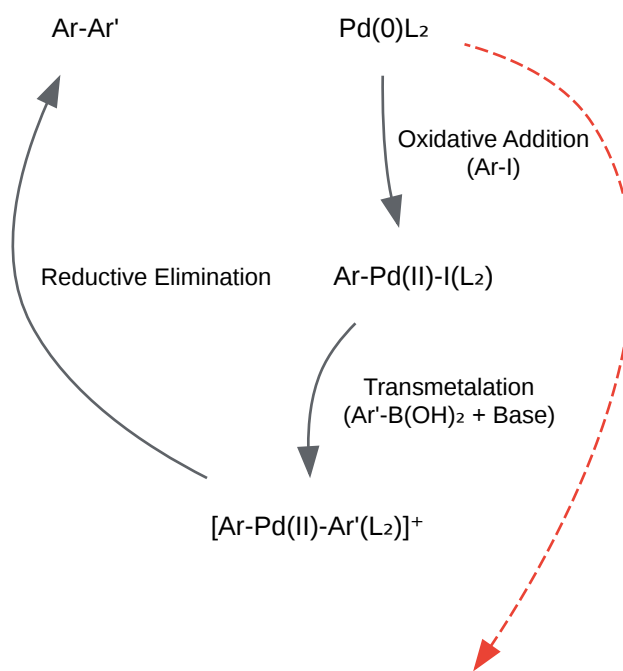 Ar-Ar'
Pd(0)L₂
Oxidative Addition
(Ar-I)
Reductive Elimination
Ar-Pd(II)-I(L₂)
Transmetalation
(Ar'-B(OH)₂ + Base)
[Ar-Pd(II)-Ar'(L₂)]⁺